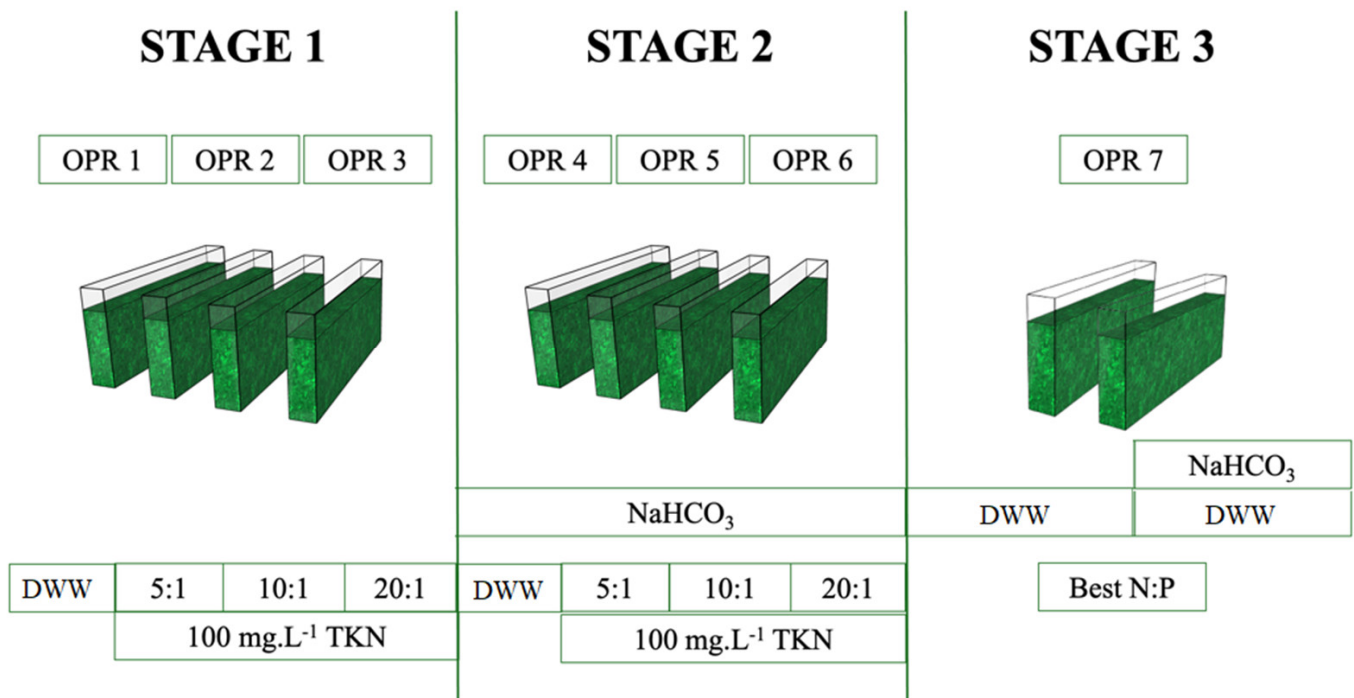 STAGE 1
OPR 1 OPR 2 OPR 3
DWW 5:1 10:1 20:1
100 mg.L⁻¹ TKN
STAGE 2
OPR 4 OPR 5 OPR 6
NaHCO₃
DWW 5:1 10:1 20:1
100 mg.L⁻¹ TKN
STAGE 3
OPR 7
NaHCO₃
DWW DWW
Best N:P